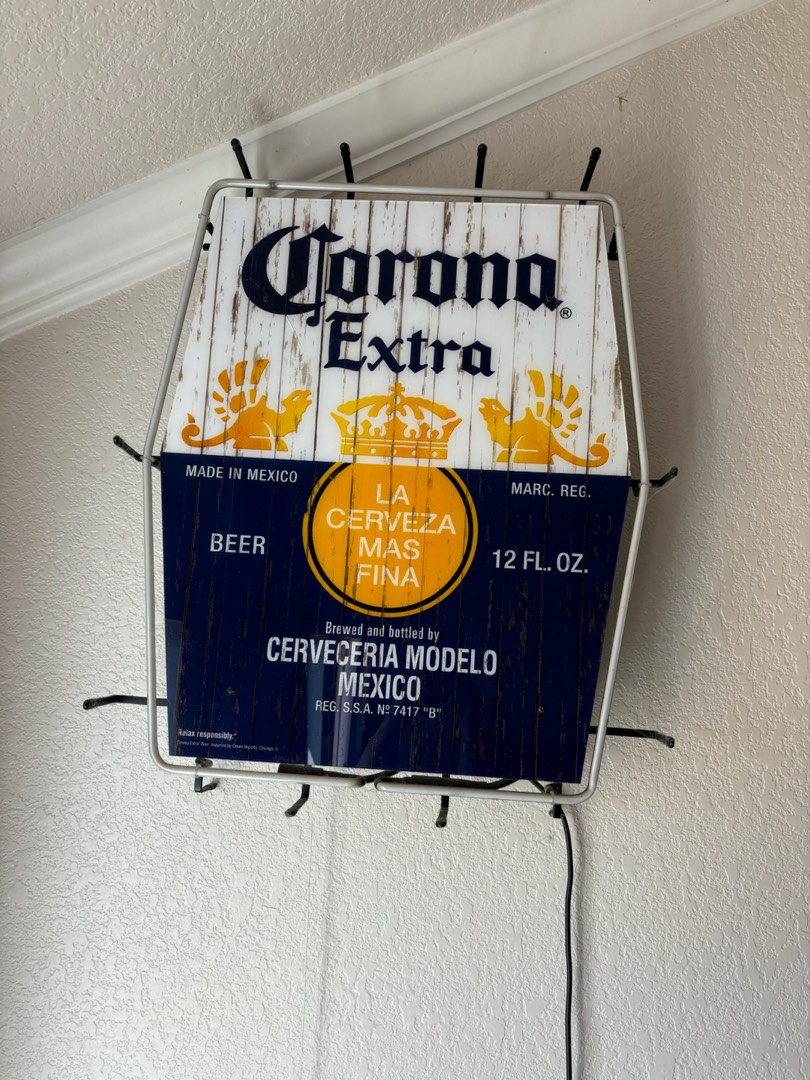 Corona®
Extra
MADE IN MEXICO
MARC. REG.
LA
CERVEZA
MAS
FINA
BEER
12 FL. OZ.
Brewed and bottled by
CERVECERIA MODELO
MEXICO
REG. S.S.A. Nº 7417 "B"
Relax responsibly.®